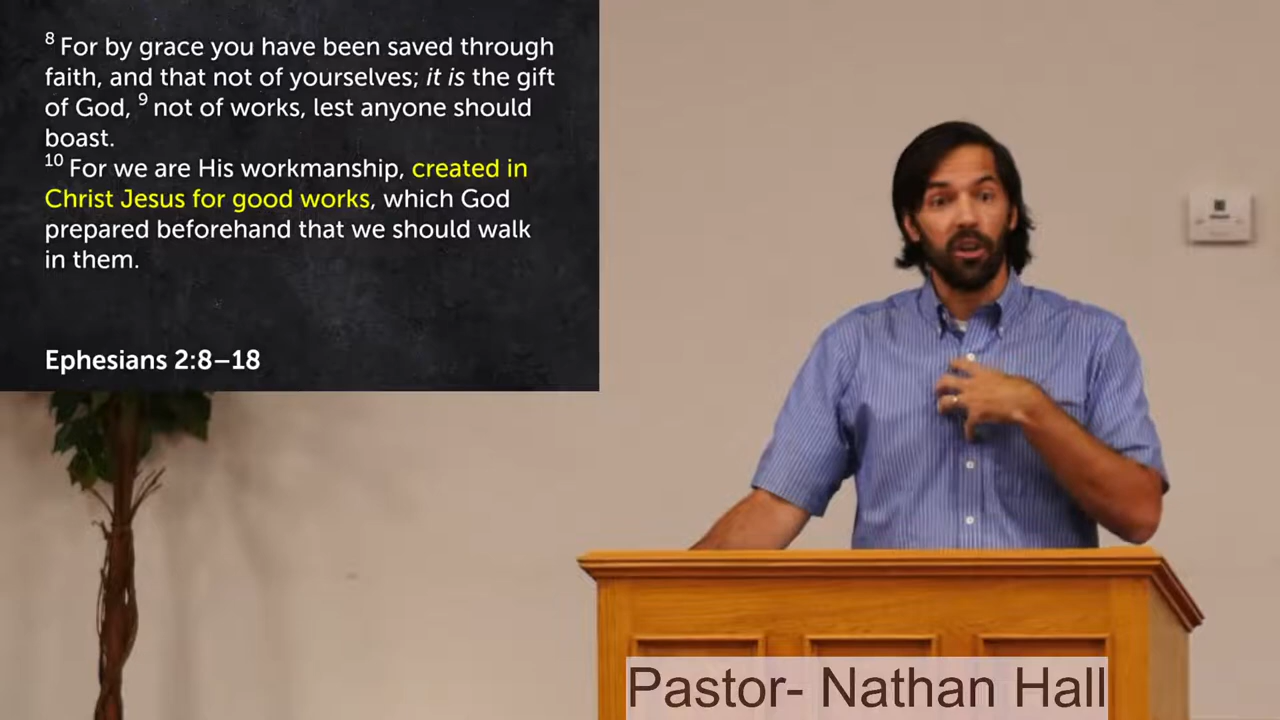 ⁸ For by grace you have been saved through
faith, and that not of yourselves; it is the gift
of God, ⁹ not of works, lest anyone should
boast.
¹⁰ For we are His workmanship, created in
Christ Jesus for good works, which God
prepared beforehand that we should walk
in them.
Ephesians 2:8–18
Pastor- Nathan Hall